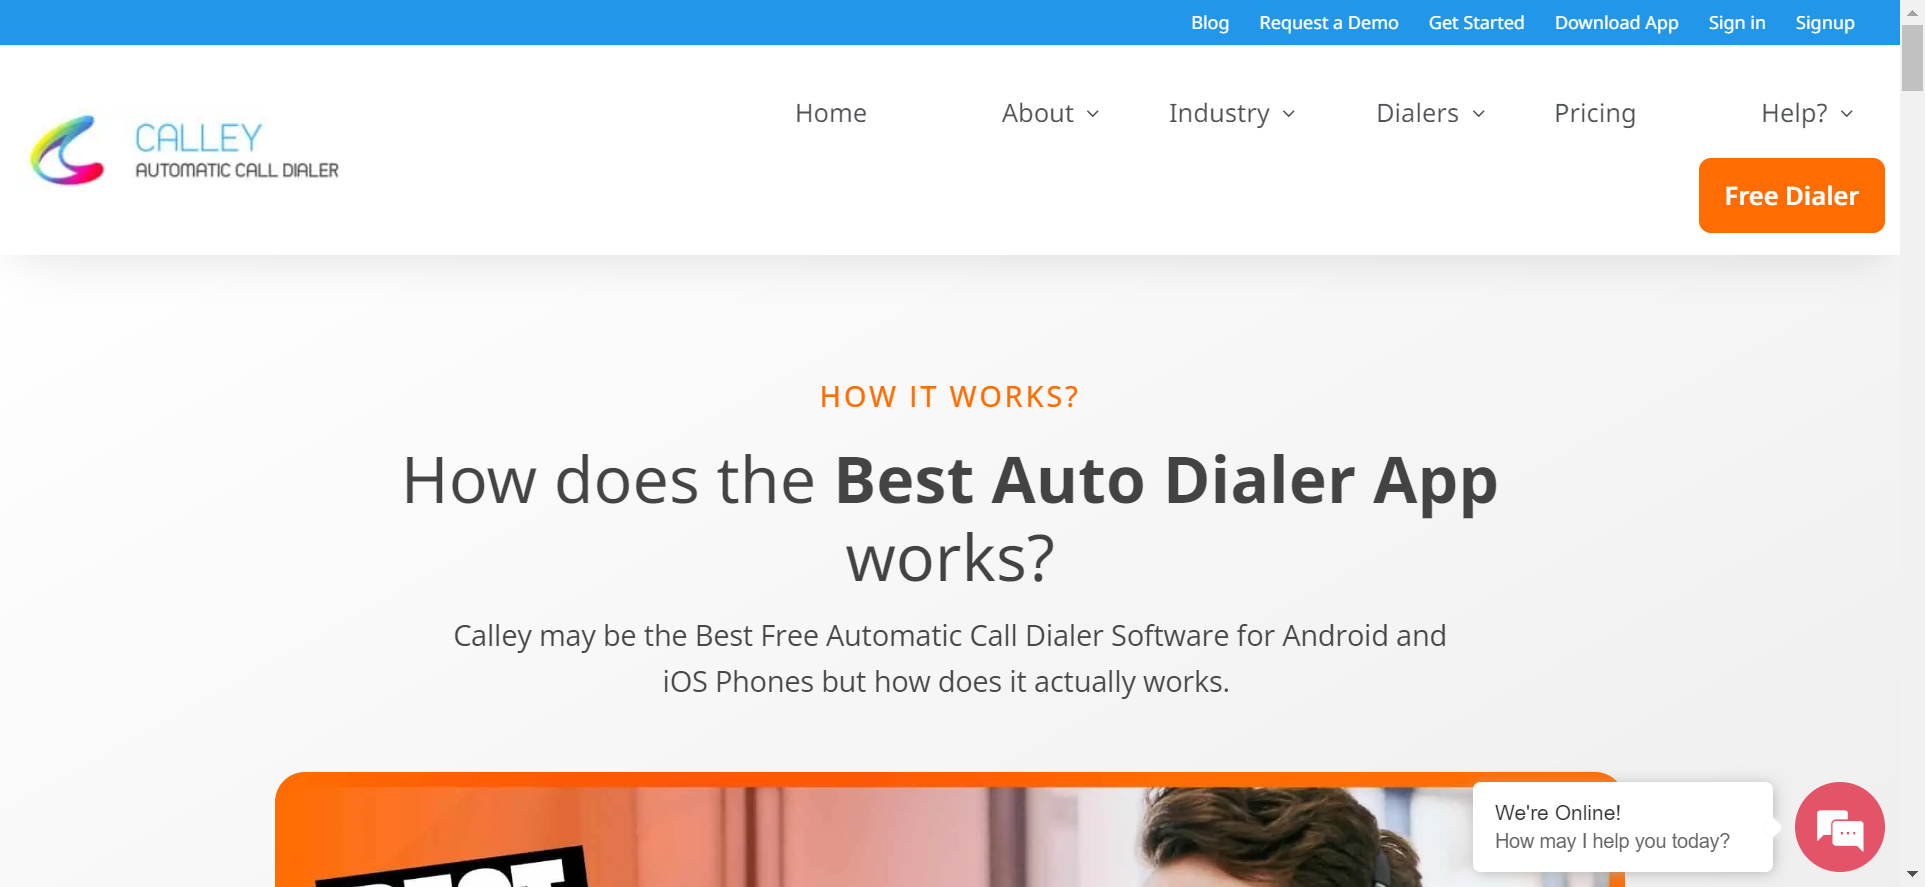 Blog Request a Demo Get Started Download App Sign in Signup
CALLEY
AUTOMATIC CALL DIALER
Home About Industry Dialers Pricing Help?
Free Dialer
HOW IT WORKS?
How does the Best Auto Dialer App
works?
Calley may be the Best Free Automatic Call Dialer Software for Android and
iOS Phones but how does it actually works.
We're Online!
How may I help you today?